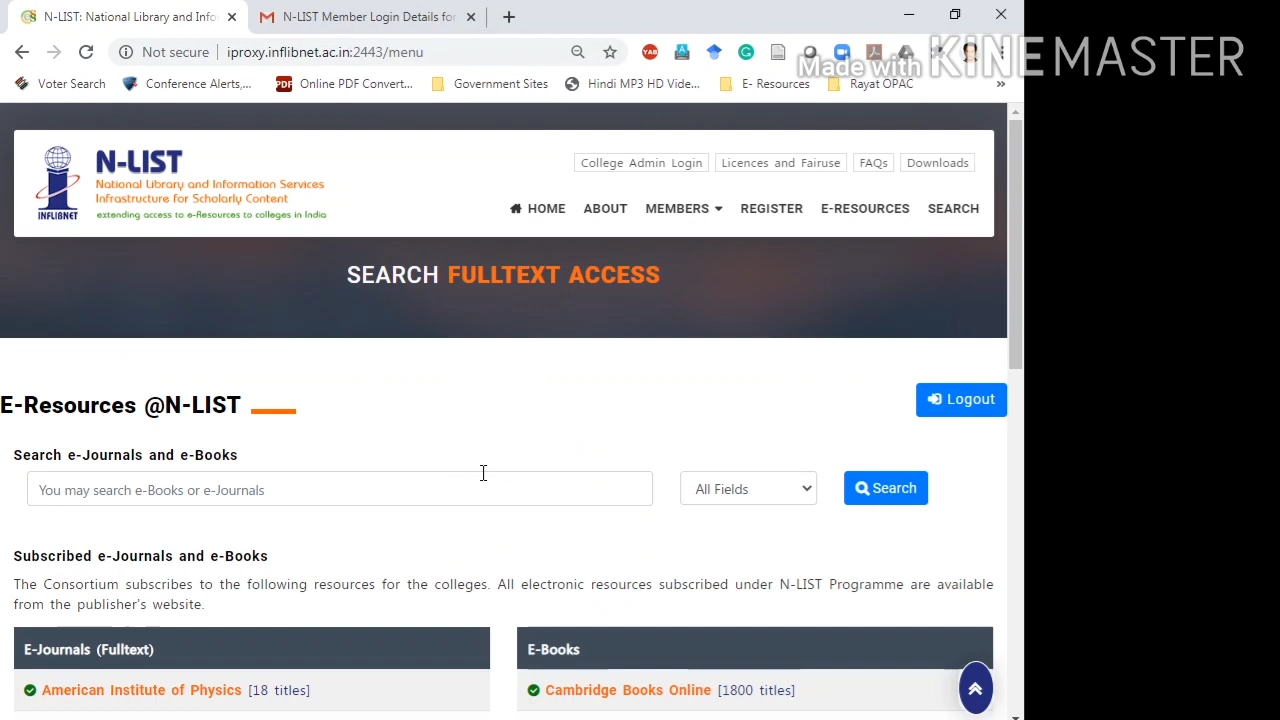 N-LIST: National Library and Info
N-LIST Member Login Details for
Not secure
iproxy.inflibnet.ac.in:2443/menu
Made with KINEMASTER
Voter Search
Conference Alerts,...
PDF
Online PDF Convert...
Government Sites
Hindi MP3 HD Vide...
E- Resources
Rayat OPAC
INFLIBNET
N-LIST
National Library and Information Services
Infrastructure for Scholarly Content
extending access to e-Resources to colleges in India
College Admin Login
Licences and Fairuse
FAQs
Downloads
HOME
ABOUT
MEMBERS
REGISTER
E-RESOURCES
SEARCH
SEARCH FULLTEXT ACCESS
E-Resources @N-LIST
Logout
Search e-Journals and e-Books
You may search e-Books or e-Journals
All Fields
Search
Subscribed e-Journals and e-Books
The Consortium subscribes to the following resources for the colleges. All electronic resources subscribed under N-LIST Programme are available
from the publisher's website.
E-Journals (Fulltext)
American Institute of Physics [18 titles]
E-Books
Cambridge Books Online [1800 titles]